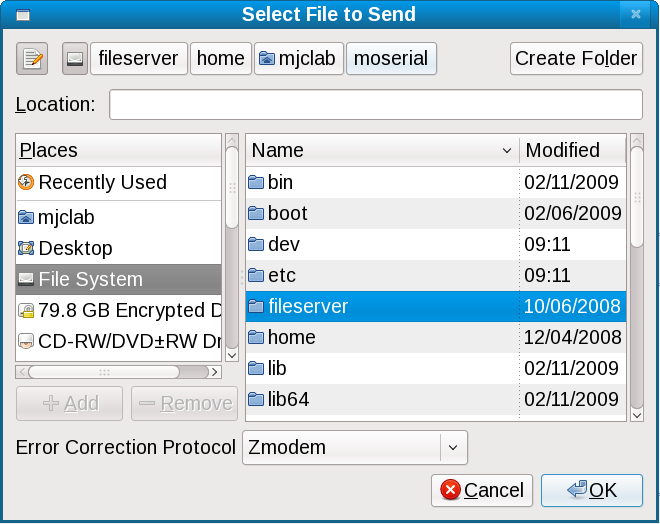 Select File to Send
fileserver home mjclab moserial Create Folder
Location:
Places
Recently Used
mjclab
Desktop
File System
79.8 GB Encrypted D
CD-RW/DVD±RW Dr
Add Remove
Name Modified
bin 02/11/2009
boot 02/06/2009
dev 09:11
etc 09:11
fileserver 10/06/2008
home 12/04/2008
lib 02/11/2009
lib64 02/11/2009
Error Correction Protocol Zmodem
Cancel OK